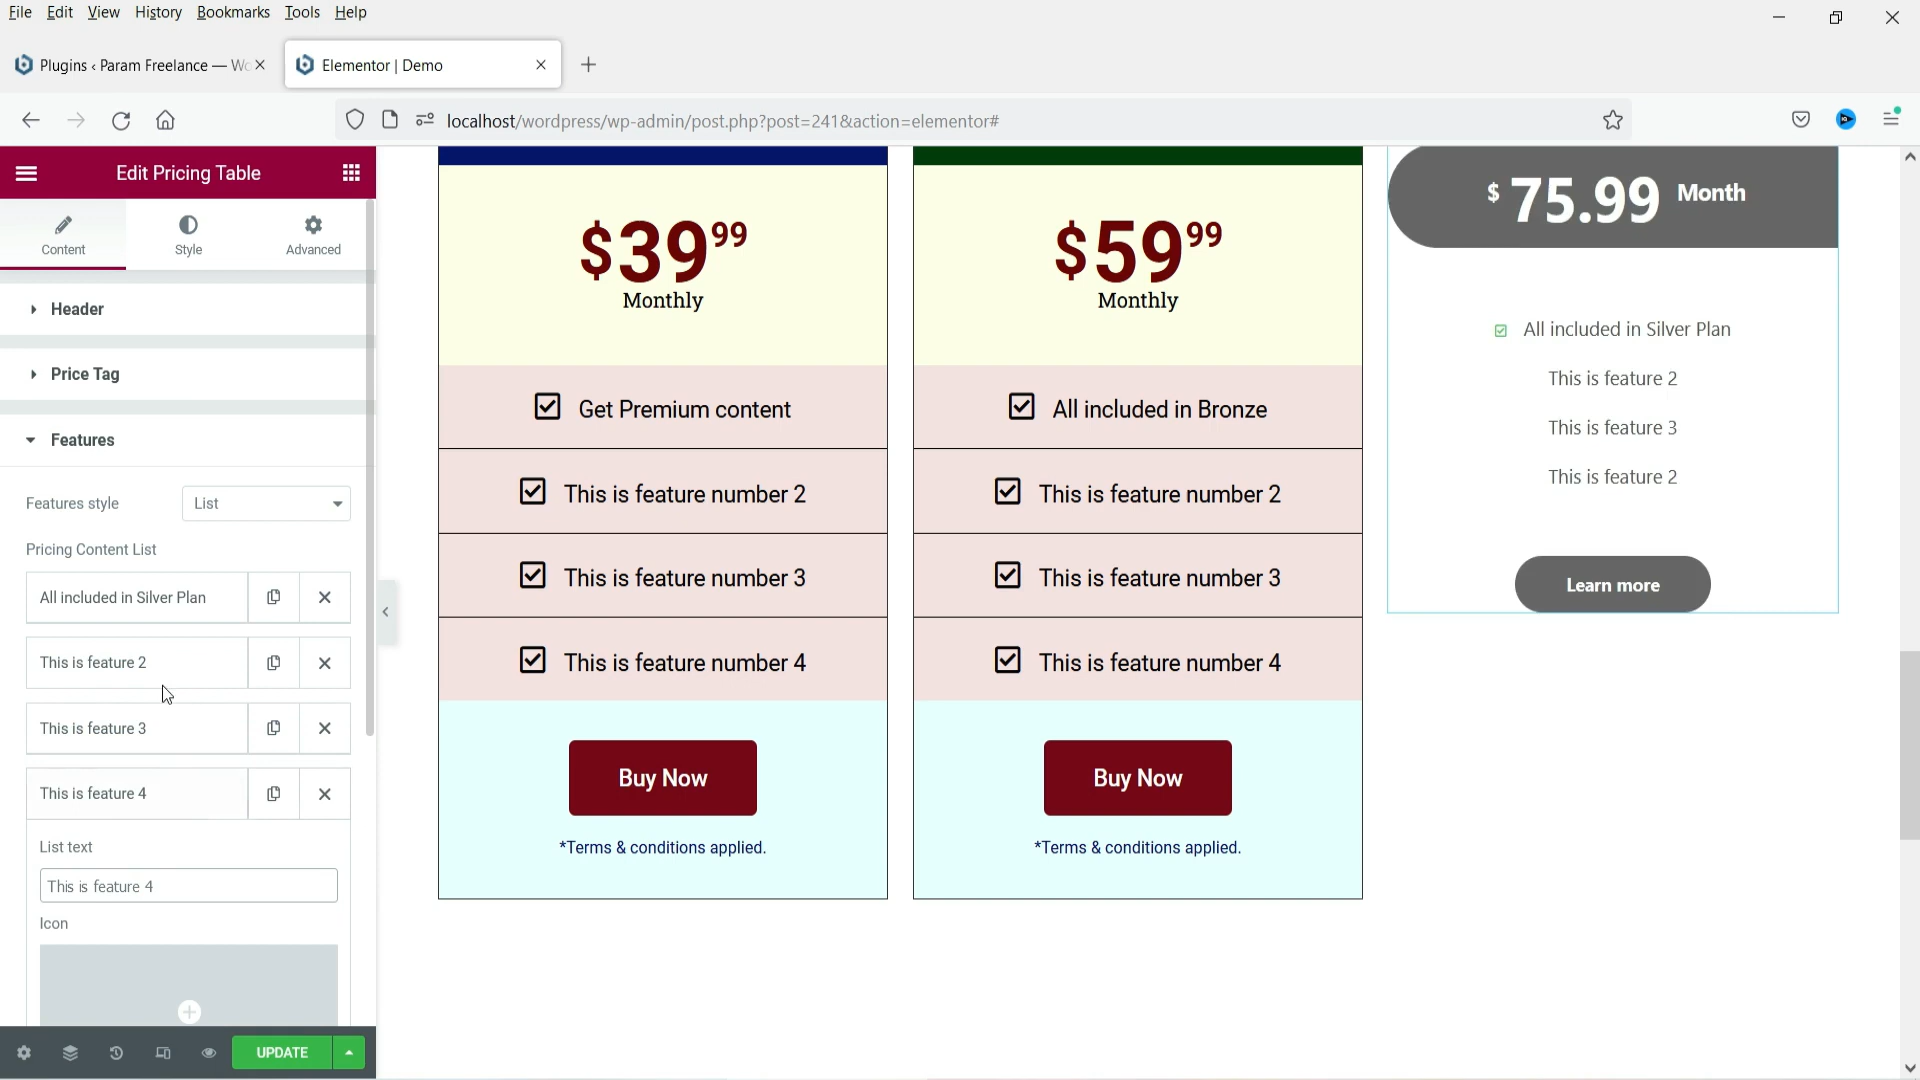 File Edit View History Bookmarks Tools Help
Plugins ‹ Param Freelance — Wo
Elementor | Demo
localhost/wordpress/wp-admin/post.php?post=241&action=elementor#
Edit Pricing Table
Content
Style
Advanced
Header
Price Tag
Features
Features style
List
Pricing Content List
All included in Silver Plan
This is feature 2
This is feature 3
This is feature 4
List text
This is feature 4
Icon
UPDATE
$39 99
Monthly
Get Premium content
This is feature number 2
This is feature number 3
This is feature number 4
Buy Now
*Terms & conditions applied.
$59 99
Monthly
All included in Bronze
This is feature number 2
This is feature number 3
This is feature number 4
Buy Now
*Terms & conditions applied.
$ 75.99 Month
All included in Silver Plan
This is feature 2
This is feature 3
This is feature 2
Learn more